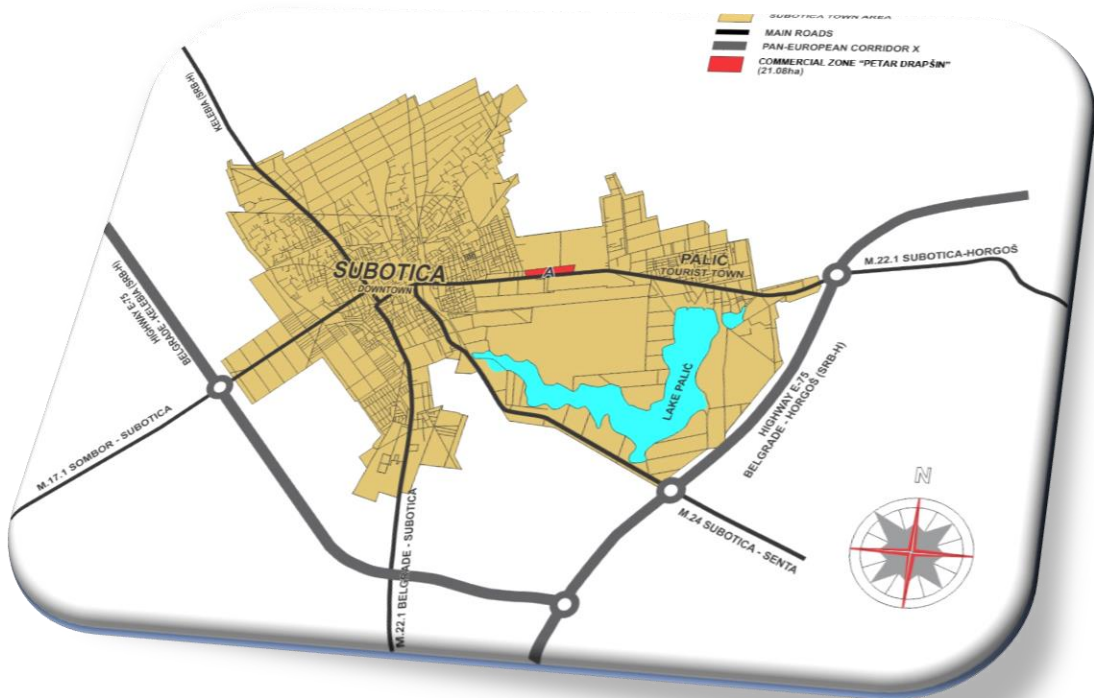 SUBOTICA TOWN AREA
MAIN ROADS
PAN-EUROPEAN CORRIDOR X
COMMERCIAL ZONE "PETAR DRAPŠIN"
(21.08ha)
KELEBIA (SRB-H)
SUBOTICA
DOWNTOWN
A
PALIC
TOURIST TOWN
M.22.1 SUBOTICA-HORGOŠ
HIGHWAY E-75
BELGRADE - KELEBIA (SRB-H)
LAKE PALIC
HIGHWAY E-75
BELGRADE - HORGOŠ (SRB-H)
M.17.1 SOMBOR - SUBOTICA
M.22.1 BELGRADE - SUBOTICA
M.24 SUBOTICA - SENTA
N